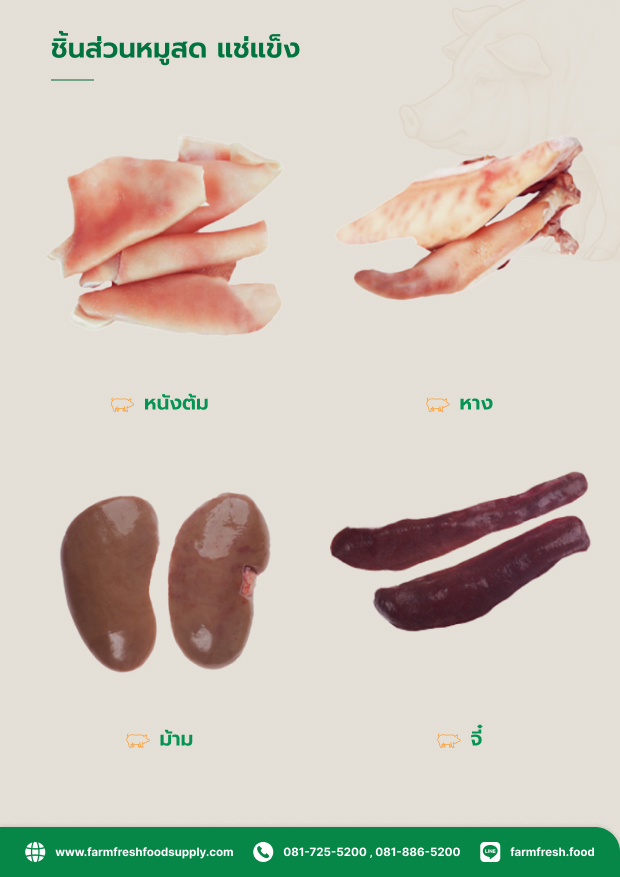 ชิ้นส่วนหมูสด แช่แข็ง
หนังต้ม
หาง
ม้าม
จี๋
www.farmfreshfoodsupply.com
081-725-5200 , 081-886-5200
LINE
farmfresh.food